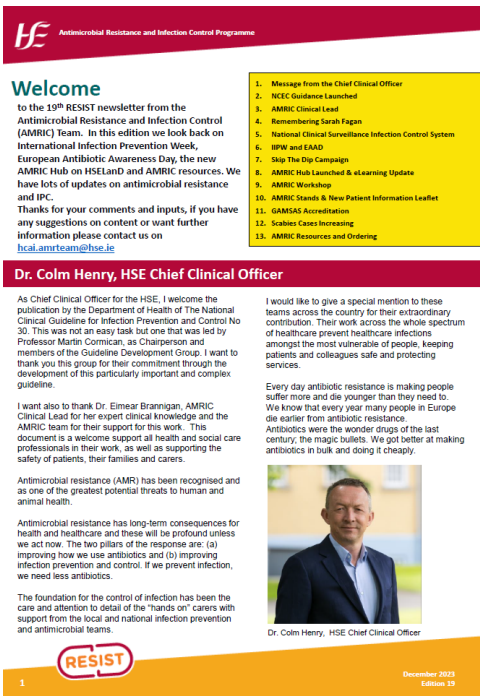 HSE
Antimicrobial Resistance and Infection Control Programme
Welcome
to the 19th RESIST newsletter from the
Antimicrobial Resistance and Infection Control
(AMRIC) Team.  In this edition we look back on
International Infection Prevention Week,
European Antibiotic Awareness Day, the new
AMRIC Hub on HSELanD and AMRIC resources. We
have lots of updates on antimicrobial resistance
and IPC.
Thanks for your comments and inputs, if you have
any suggestions on content or want further
information please contact us on
hcai.amrteam@hse.ie
1. Message from the Chief Clinical Officer
2. NCEC Guidance Launched
3. AMRIC Clinical Lead
4. Remembering Sarah Fagan
5. National Clinical Surveillance Infection Control System
6. IIPW and EAAD
7. Skip The Dip Campaign
8. AMRIC Hub Launched & eLearning Update
9. AMRIC Workshop
10. AMRIC Stands & New Patient Information Leaflet
11. GAMSAS Accreditation
12. Scabies Cases Increasing
13. AMRIC Resources and Ordering
Dr. Colm Henry, HSE Chief Clinical Officer
As Chief Clinical Officer for the HSE, I welcome the
publication by the Department of Health of The National
Clinical Guideline for Infection Prevention and Control No
30. This was not an easy task but one that was led by
Professor Martin Cormican, as Chairperson and
members of the Guideline Development Group. I want to
thank you this group for their commitment through the
development of this particularly important and complex
guideline.
I want also to thank Dr. Eimear Brannigan, AMRIC
Clinical Lead for her expert clinical knowledge and the
AMRIC team for their support for this work.  This
document is a welcome support all health and social care
professionals in their work, as well as supporting the
safety of patients, their families and carers.
Antimicrobial resistance (AMR) has been recognised and
as one of the greatest potential threats to human and
animal health.
Antimicrobial resistance has long-term consequences for
health and healthcare and these will be profound unless
we act now. The two pillars of the response are: (a)
improving how we use antibiotics and (b) improving
infection prevention and control. If we prevent infection,
we need less antibiotics.
The foundation for the control of infection has been the
care and attention to detail of the "hands on" carers with
support from the local and national infection prevention
and antimicrobial teams.
I would like to give a special mention to these
teams across the country for their extraordinary
contribution. Their work across the whole spectrum
of healthcare prevent healthcare infections
amongst the most vulnerable of people, keeping
patients and colleagues safe and protecting
services.
Every day antibiotic resistance is making people
suffer more and die younger than they need to.
We know that every year many people in Europe
die earlier from antibiotic resistance.
Antibiotics were the wonder drugs of the last
century; the magic bullets. We got better at making
antibiotics in bulk and doing it cheaply.
Dr. Colm Henry,  HSE Chief Clinical Officer
RESIST
1
December 2023
Edition 19